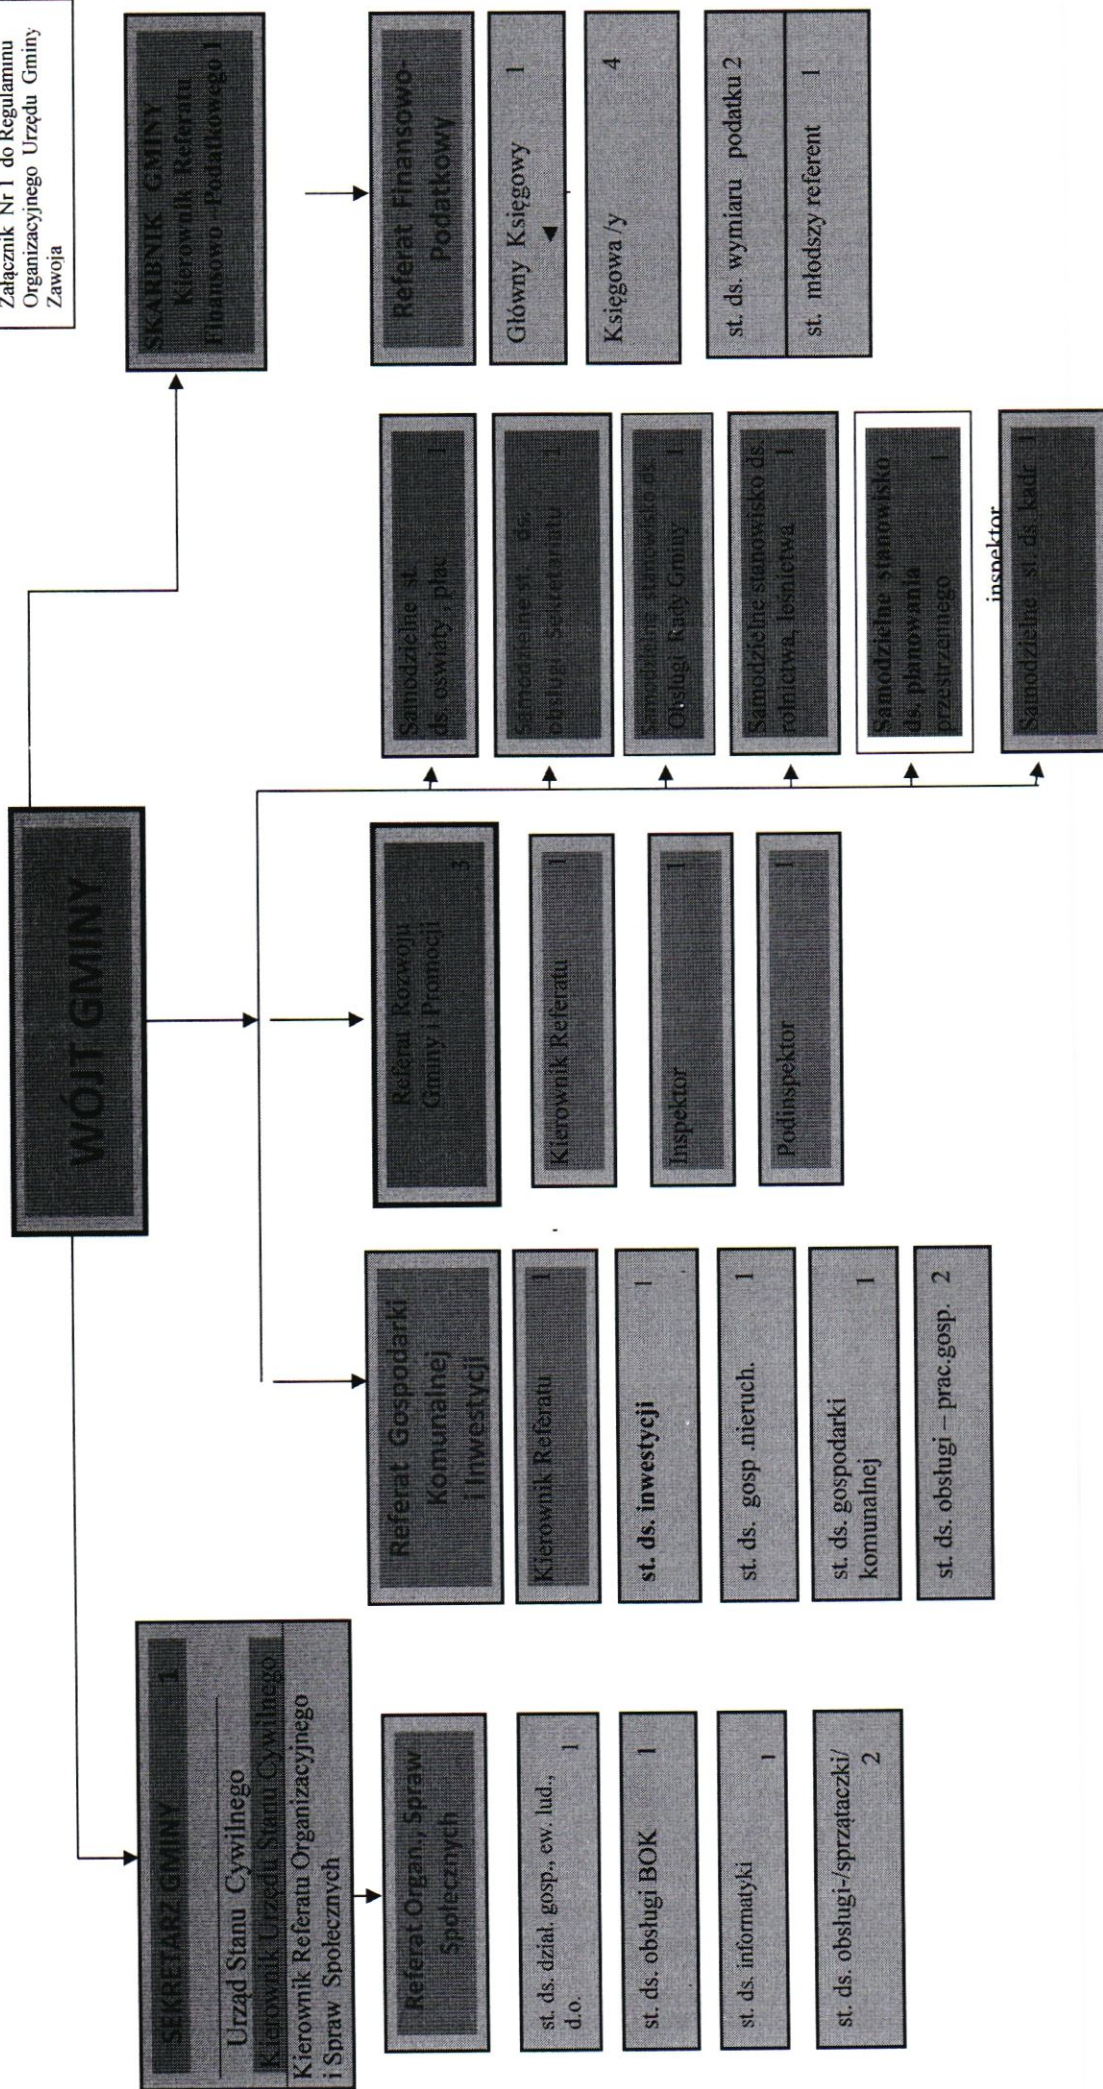 Załącznik Nr 1 do Regulaminu
Organizacyjnego Urzędu Gminy
Zawoja
WÓJT GMINY
SEKRETARZ GMINY 1
Urząd Stanu Cywilnego
Kierownik Urzędu Stanu Cywilnego
Kierownik Referatu Organizacyjnego
i Spraw Społecznych
Referat Organ., Spraw
Społecznych
st. ds. dział. gosp., ew. lud.,
d.o. 1
st. ds. obsługi BOK 1
st. ds. informatyki 1
st. ds. obsługi-/sprzątaczki/
2
Referat Gospodarki
Komunalnej
i Inwestycji
Kierownik Referatu 1
st. ds. inwestycji 1
st. ds. gosp .nieruch. 1
st. ds. gospodarki
komunalnej 1
st. ds. obsługi – prac.gosp. 2
Referat Rozwoju
Gminy i Promocji 3
Kierownik Referatu 1
Inspektor 1
Podinspektor 1
Samodzielne st.
ds. oświaty , płac 1
Samodzielne st. ds.
obsługi Sekretariatu 1
Samodzielne stanowisko ds.
Obsługi Rady Gminy 1
Samodzielne stanowisko ds.
rolnictwa, leśnictwa 1
Samodzielne stanowisko
ds. planowania
przestrzennego 1
inspektor
Samodzielne st. ds kadr 1
SKARBNIK GMINY
Kierownik Referatu
Finansowo –Podatkowego 1
Referat Finansowo-
Podatkowy
Główny Księgowy 1
Księgowa /y 4
st. ds. wymiaru podatku 2
st. młodszy referent 1